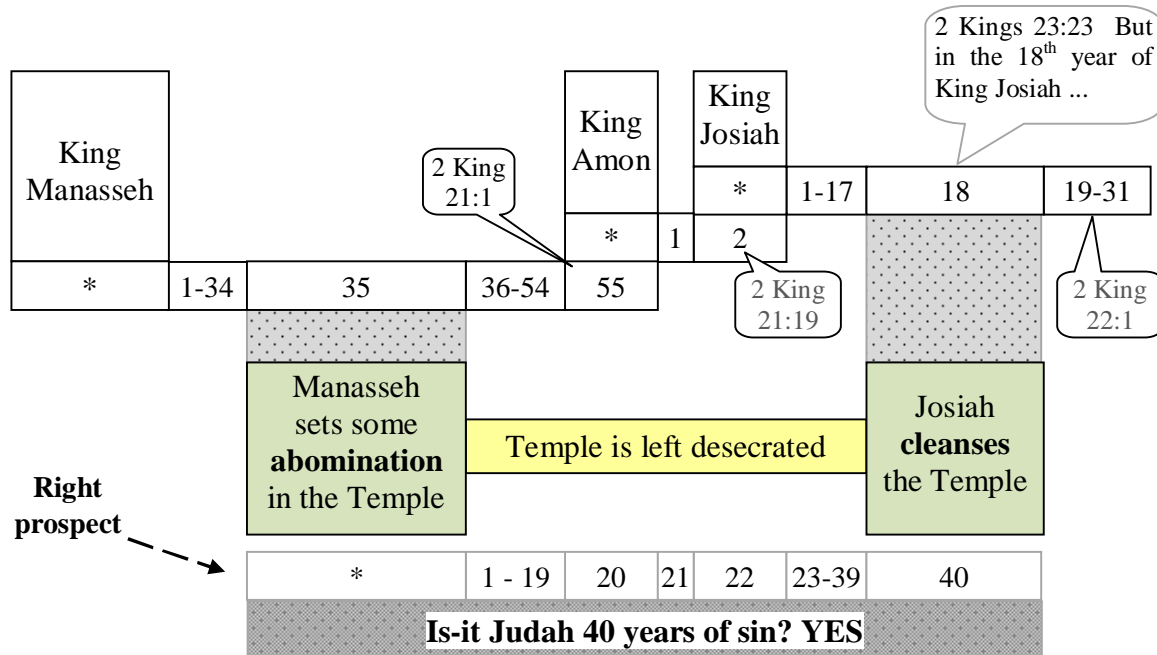 2 Kings 23:23 But
in the 18th year of
King Josiah ...
King
Manasseh
King
Amon
King
Josiah
2 King
21:1
* 1-17 18 19-31
* 1 2
* 1-34 35 36-54 55
2 King
21:19
2 King
22:1
Manasseh
sets some
abomination
in the Temple
Temple is left desecrated
Josiah
cleanses
the Temple
Right
prospect
* 1 - 19 20 21 22 23-39 40
Is-it Judah 40 years of sin? YES